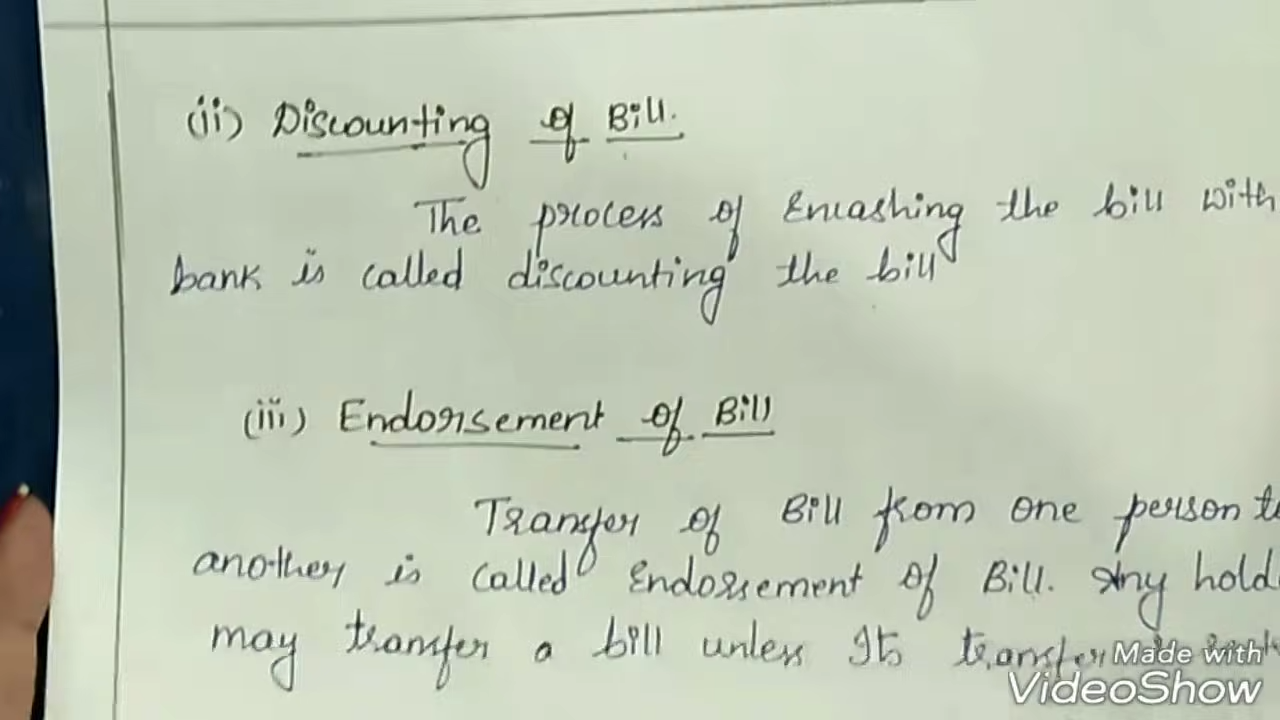 (ii) Discounting of Bill.
The process of Encashing the bill with
bank is called discounting the bill
(iii) Endorsement of Bill
Transfer of Bill from one person to
another is called Endorsement of Bill. Any hold
may transfer a bill unless Its transfer
Made with
VideoShow